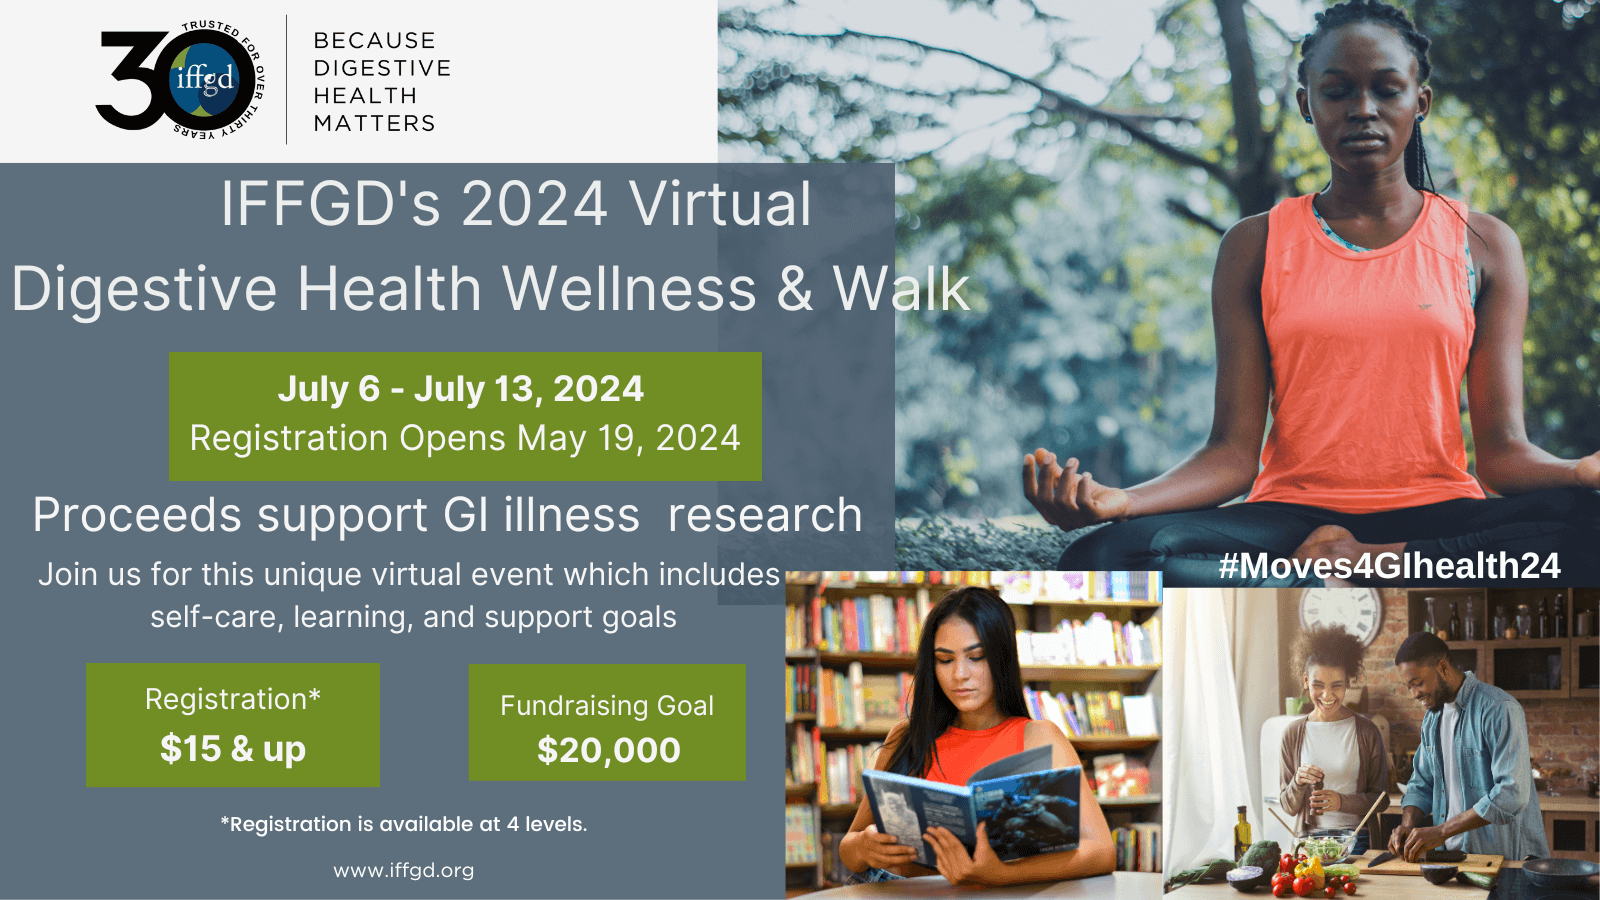 30
TRUSTED FOR OVER THIRTY YEARS
iffgd
BECAUSE
DIGESTIVE
HEALTH
MATTERS
IFFGD's 2024 Virtual
Digestive Health Wellness & Walk
July 6 - July 13, 2024
Registration Opens May 19, 2024
Proceeds support GI illness research
Join us for this unique virtual event which includes
self-care, learning, and support goals
Registration*
$15 & up
Fundraising Goal
$20,000
*Registration is available at 4 levels.
www.iffgd.org
#Moves4GIhealth24